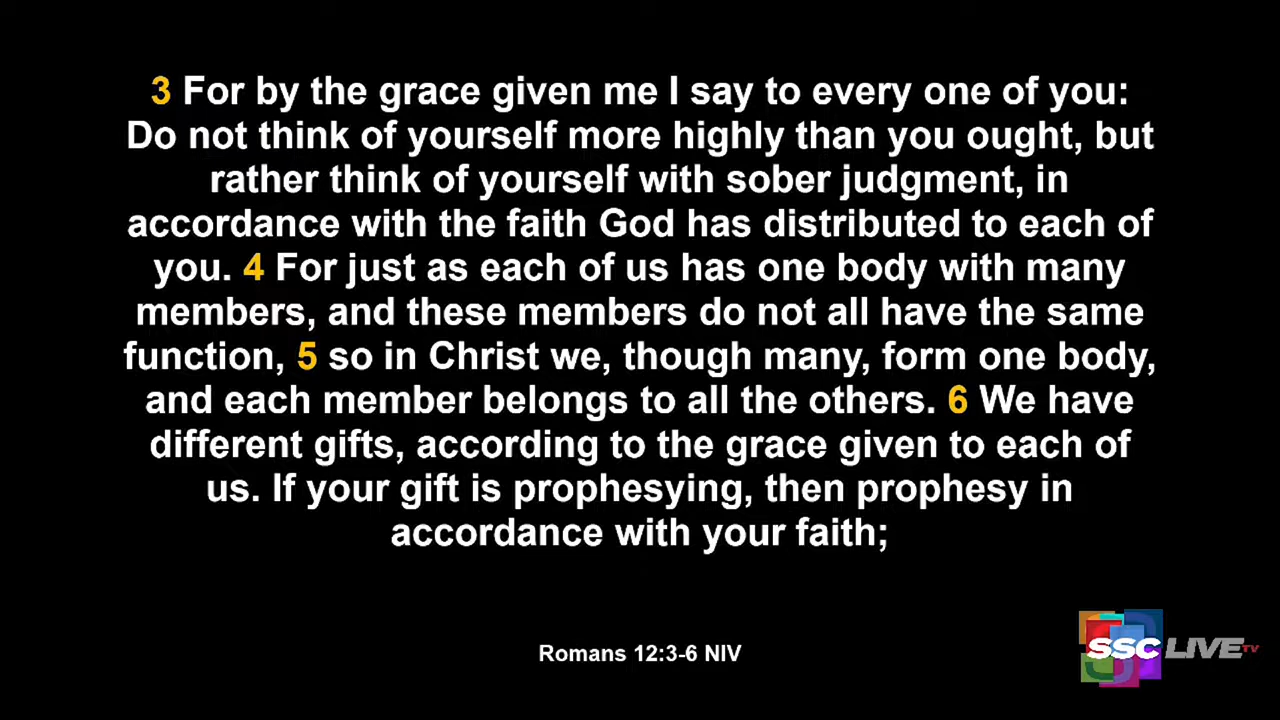 3 For by the grace given me I say to every one of you:
Do not think of yourself more highly than you ought, but
rather think of yourself with sober judgment, in
accordance with the faith God has distributed to each of
you. 4 For just as each of us has one body with many
members, and these members do not all have the same
function, 5 so in Christ we, though many, form one body,
and each member belongs to all the others. 6 We have
different gifts, according to the grace given to each of
us. If your gift is prophesying, then prophesy in
accordance with your faith;
Romans 12:3-6 NIV
SSC LIVE TV